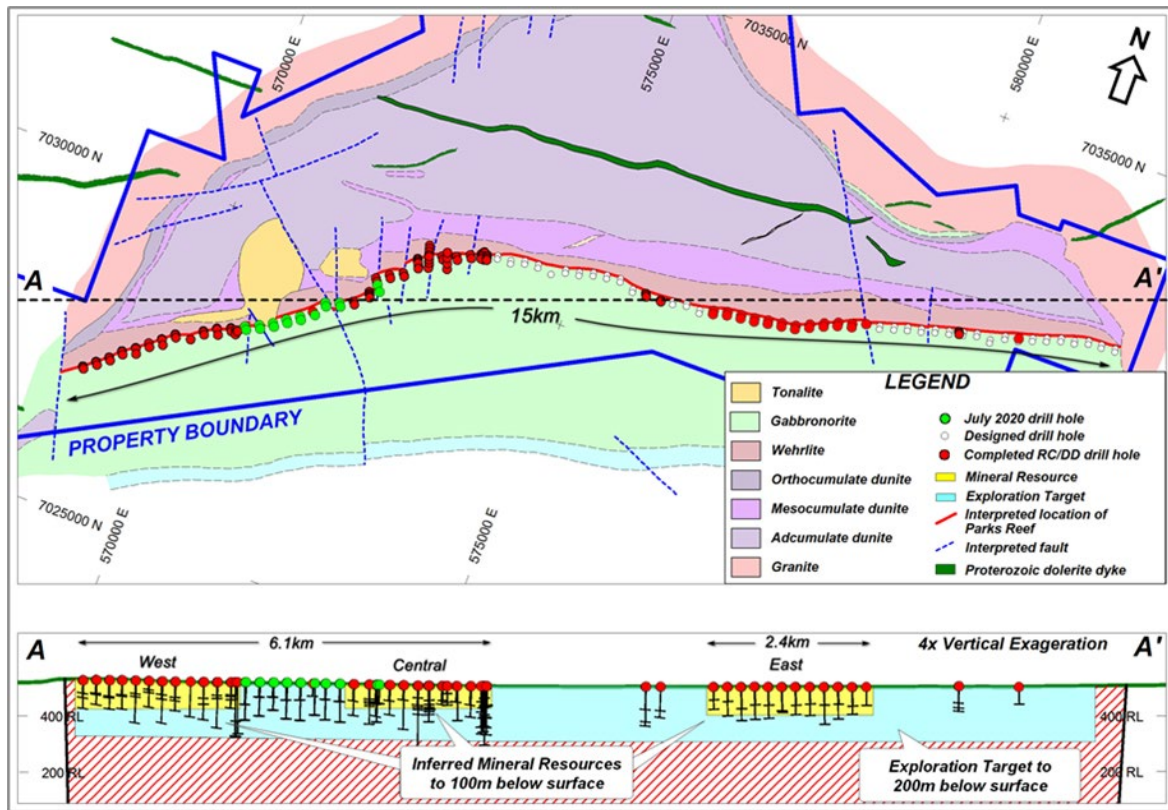 570000 E
7035000 N
575000 E
580000 E
N
7030000 N
7035000 N
A
A'
15km
PROPERTY BOUNDARY
7025000 N
570000 E
575000 E
LEGEND
Tonalite
Gabbronorite
Wehrlite
Orthocumulate dunite
Mesocumulate dunite
Adcumulate dunite
Granite
July 2020 drill hole
Designed drill hole
Completed RC/DD drill hole
Mineral Resource
Exploration Target
Interpreted location of
Parks Reef
Interpreted fault
Proterozoic dolerite dyke
A
6.1km
2.4km
4x Vertical Exageration
A'
West
Central
East
400 RL
400 RL
Inferred Mineral Resources
to 100m below surface
Exploration Target to
200m below surface
200 RL
200 RL